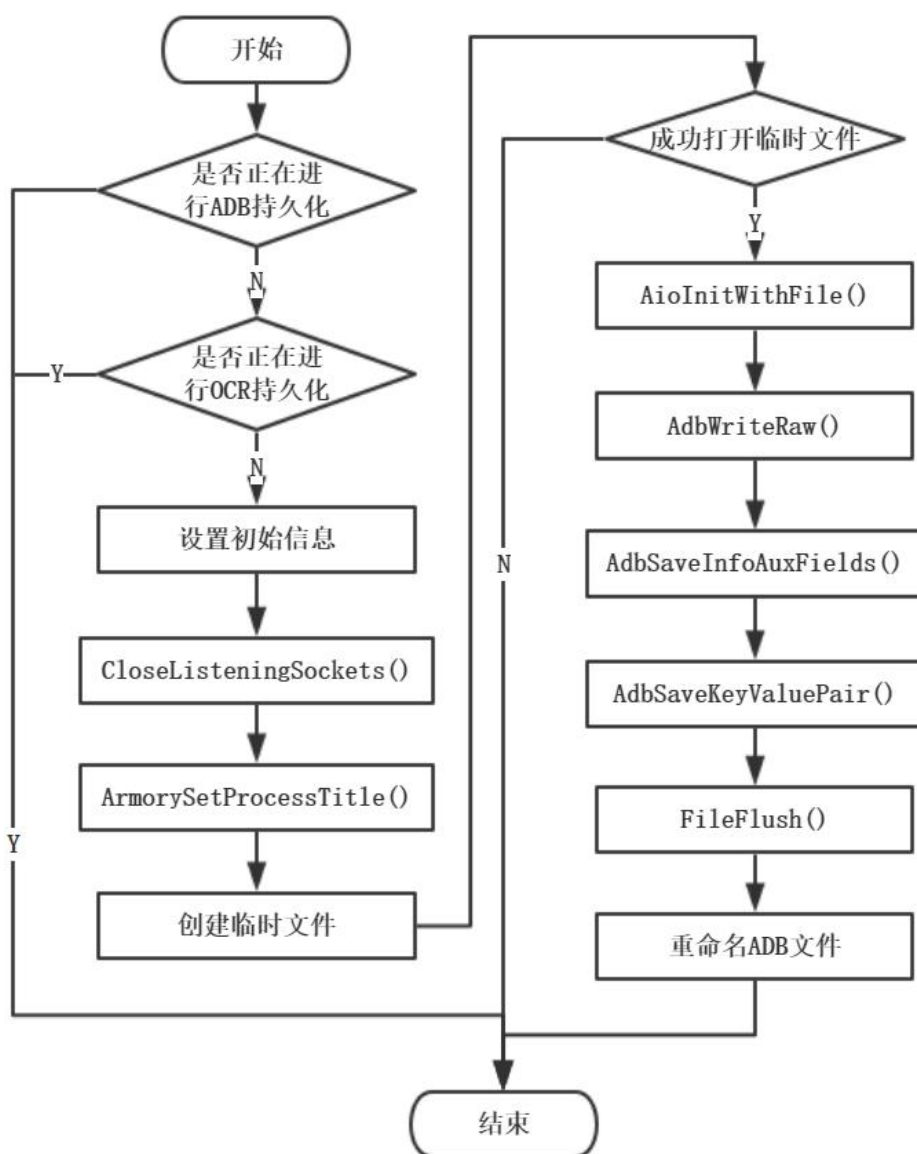 开始
是否正在进
行ADB持久化
N
是否正在进
行OCR持久化
Y
N
设置初始信息
CloseListeningSockets()
ArmorySetProcessTitle()
Y
创建临时文件
成功打开临时文件
Y
N
AioInitWithFile()
AdbWriteRaw()
AdbSaveInfoAuxFields()
AdbSaveKeyValuePair()
FileFlush()
重命名ADB文件
结束